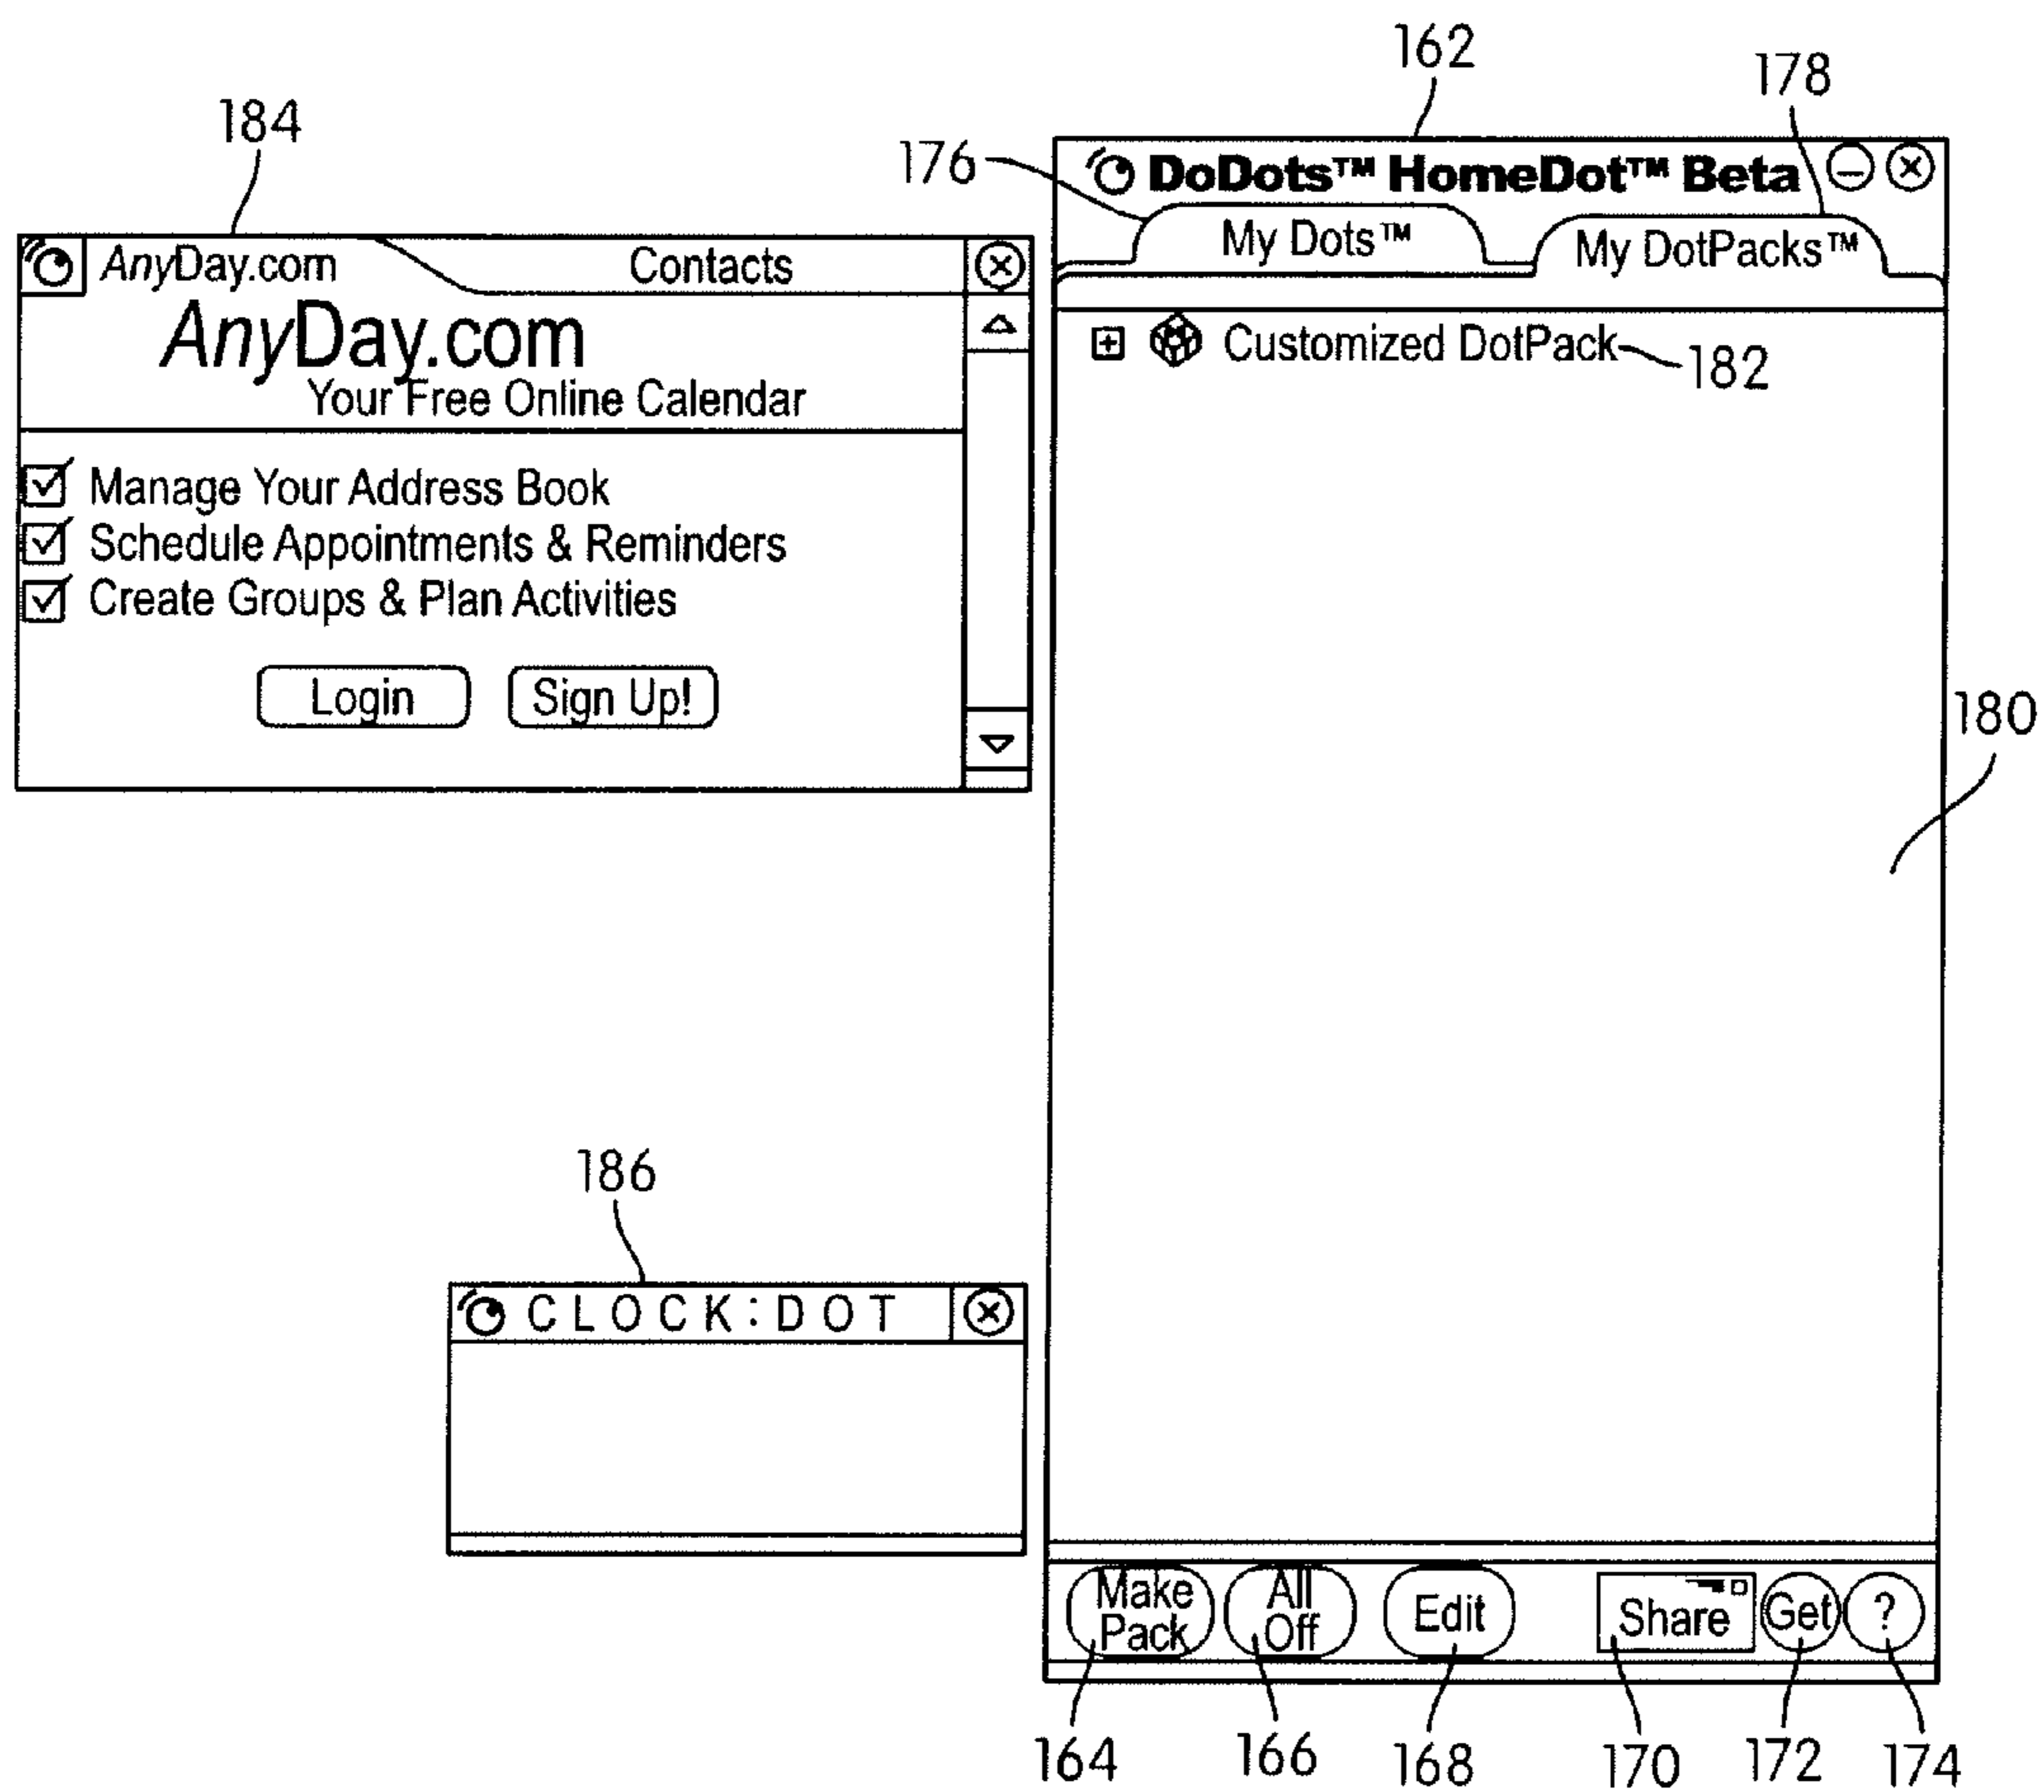 162
178
184
176
DoDots™ HomeDot™ Beta
My Dots™
My DotPacks™
AnyDay.com
Contacts
AnyDay.com
Your Free Online Calendar
Customized DotPack
182
Manage Your Address Book
Schedule Appointments & Reminders
Create Groups & Plan Activities
Login
Sign Up!
180
186
CLOCK:DOT
Make
Pack
All
Off
Edit
Share
Get
?
164
166
168
170
172
174